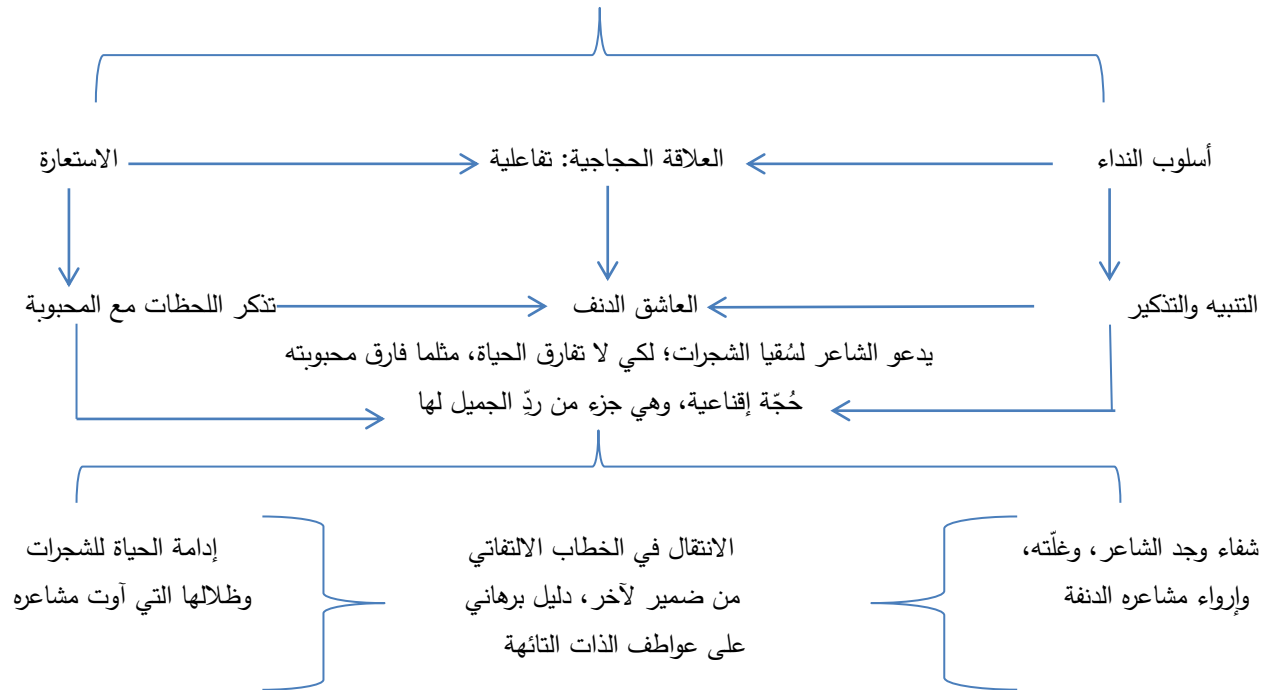 أسلوب النداء
العلاقة الحجاجية: تفاعلية
الاستعارة
التنبيه والتذكير
العاشق الدنف
تذكر اللحظات مع المحبوبة
يدعو الشاعر لسُقيا الشجرات؛ لكي لا تفارق الحياة، مثلما فارق محبوبته
حُجّة إقناعية، وهي جزء من ردِّ الجميل لها
شفاء وجد الشاعر، وغلّته،
وإرواء مشاعره الدنفة
الانتقال في الخطاب الالتفاتي
من ضمير لآخر، دليل برهاني
على عواطف الذات التائهة
إدامة الحياة للشجرات
وظلالها التي آوت مشاعره